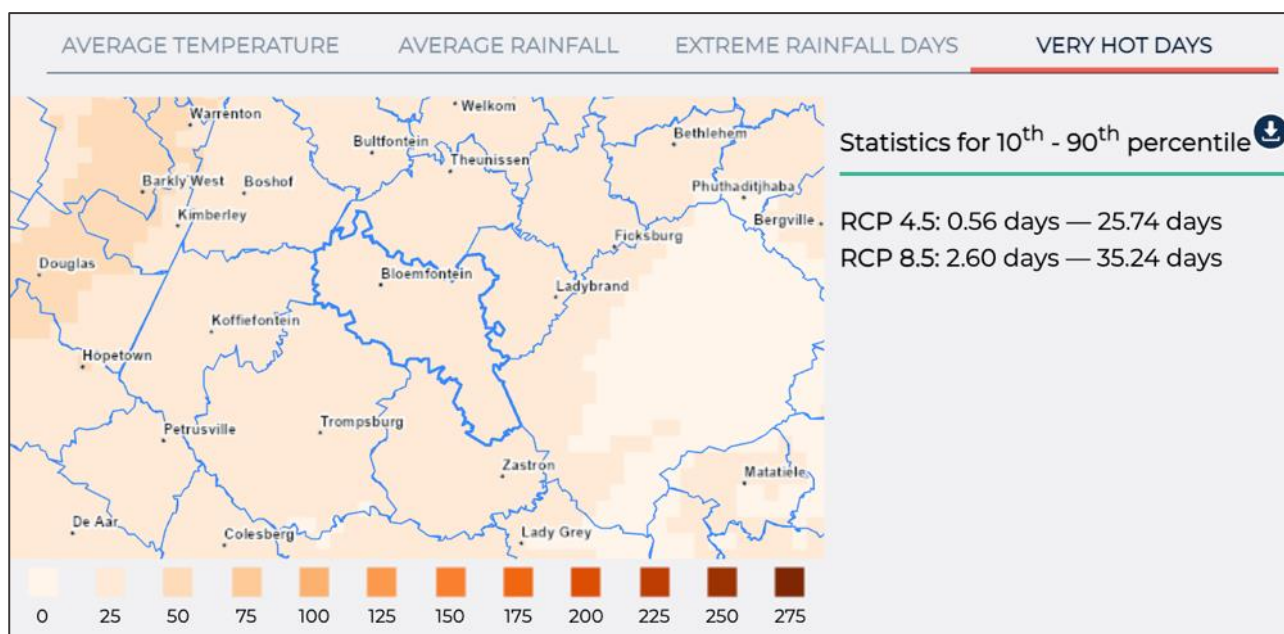 AVERAGE TEMPERATURE AVERAGE RAINFALL EXTREME RAINFALL DAYS VERY HOT DAYS
Welkom
Warrenton
Bethlehem
Bultfontein
Theunissen
Phuthaditjhaba
Barkly West Boshof
Kimberley
Bergville
Ficksburg
Douglas
Bloemfontein
Ladybrand
Koffiefontein
Hopetown
Petrusville
Trompsburg
Zastron
Matatiele
De Aar
Colesberg
Lady Grey
0 25 50 75 100 125 150 175 200 225 250 275
Statistics for 10th - 90th percentile
RCP 4.5: 0.56 days — 25.74 days
RCP 8.5: 2.60 days — 35.24 days